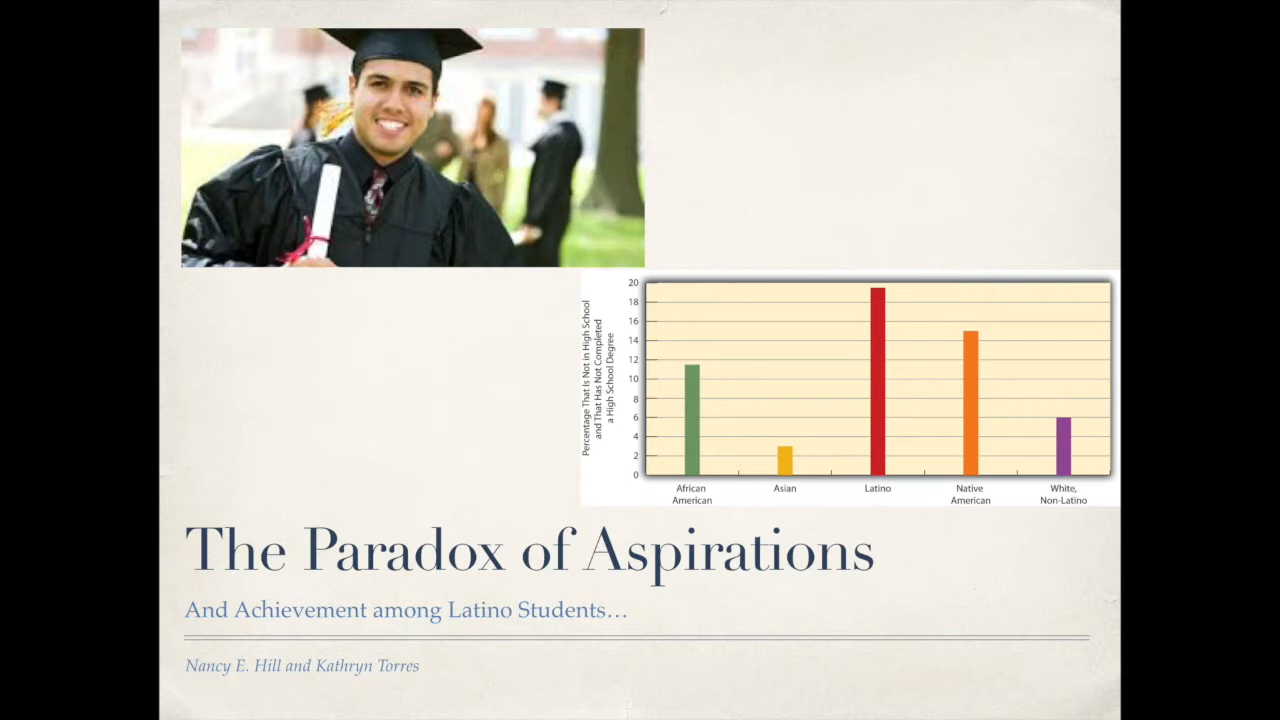 Percentage That Is Not in High School
and That Has Not Completed
a High School Degree
20
18
16
14
12
10
8
6
4
2
0
African
American
Asian
Latino
Native
American
White,
Non-Latino
The Paradox of Aspirations
And Achievement among Latino Students…
Nancy E. Hill and Kathryn Torres